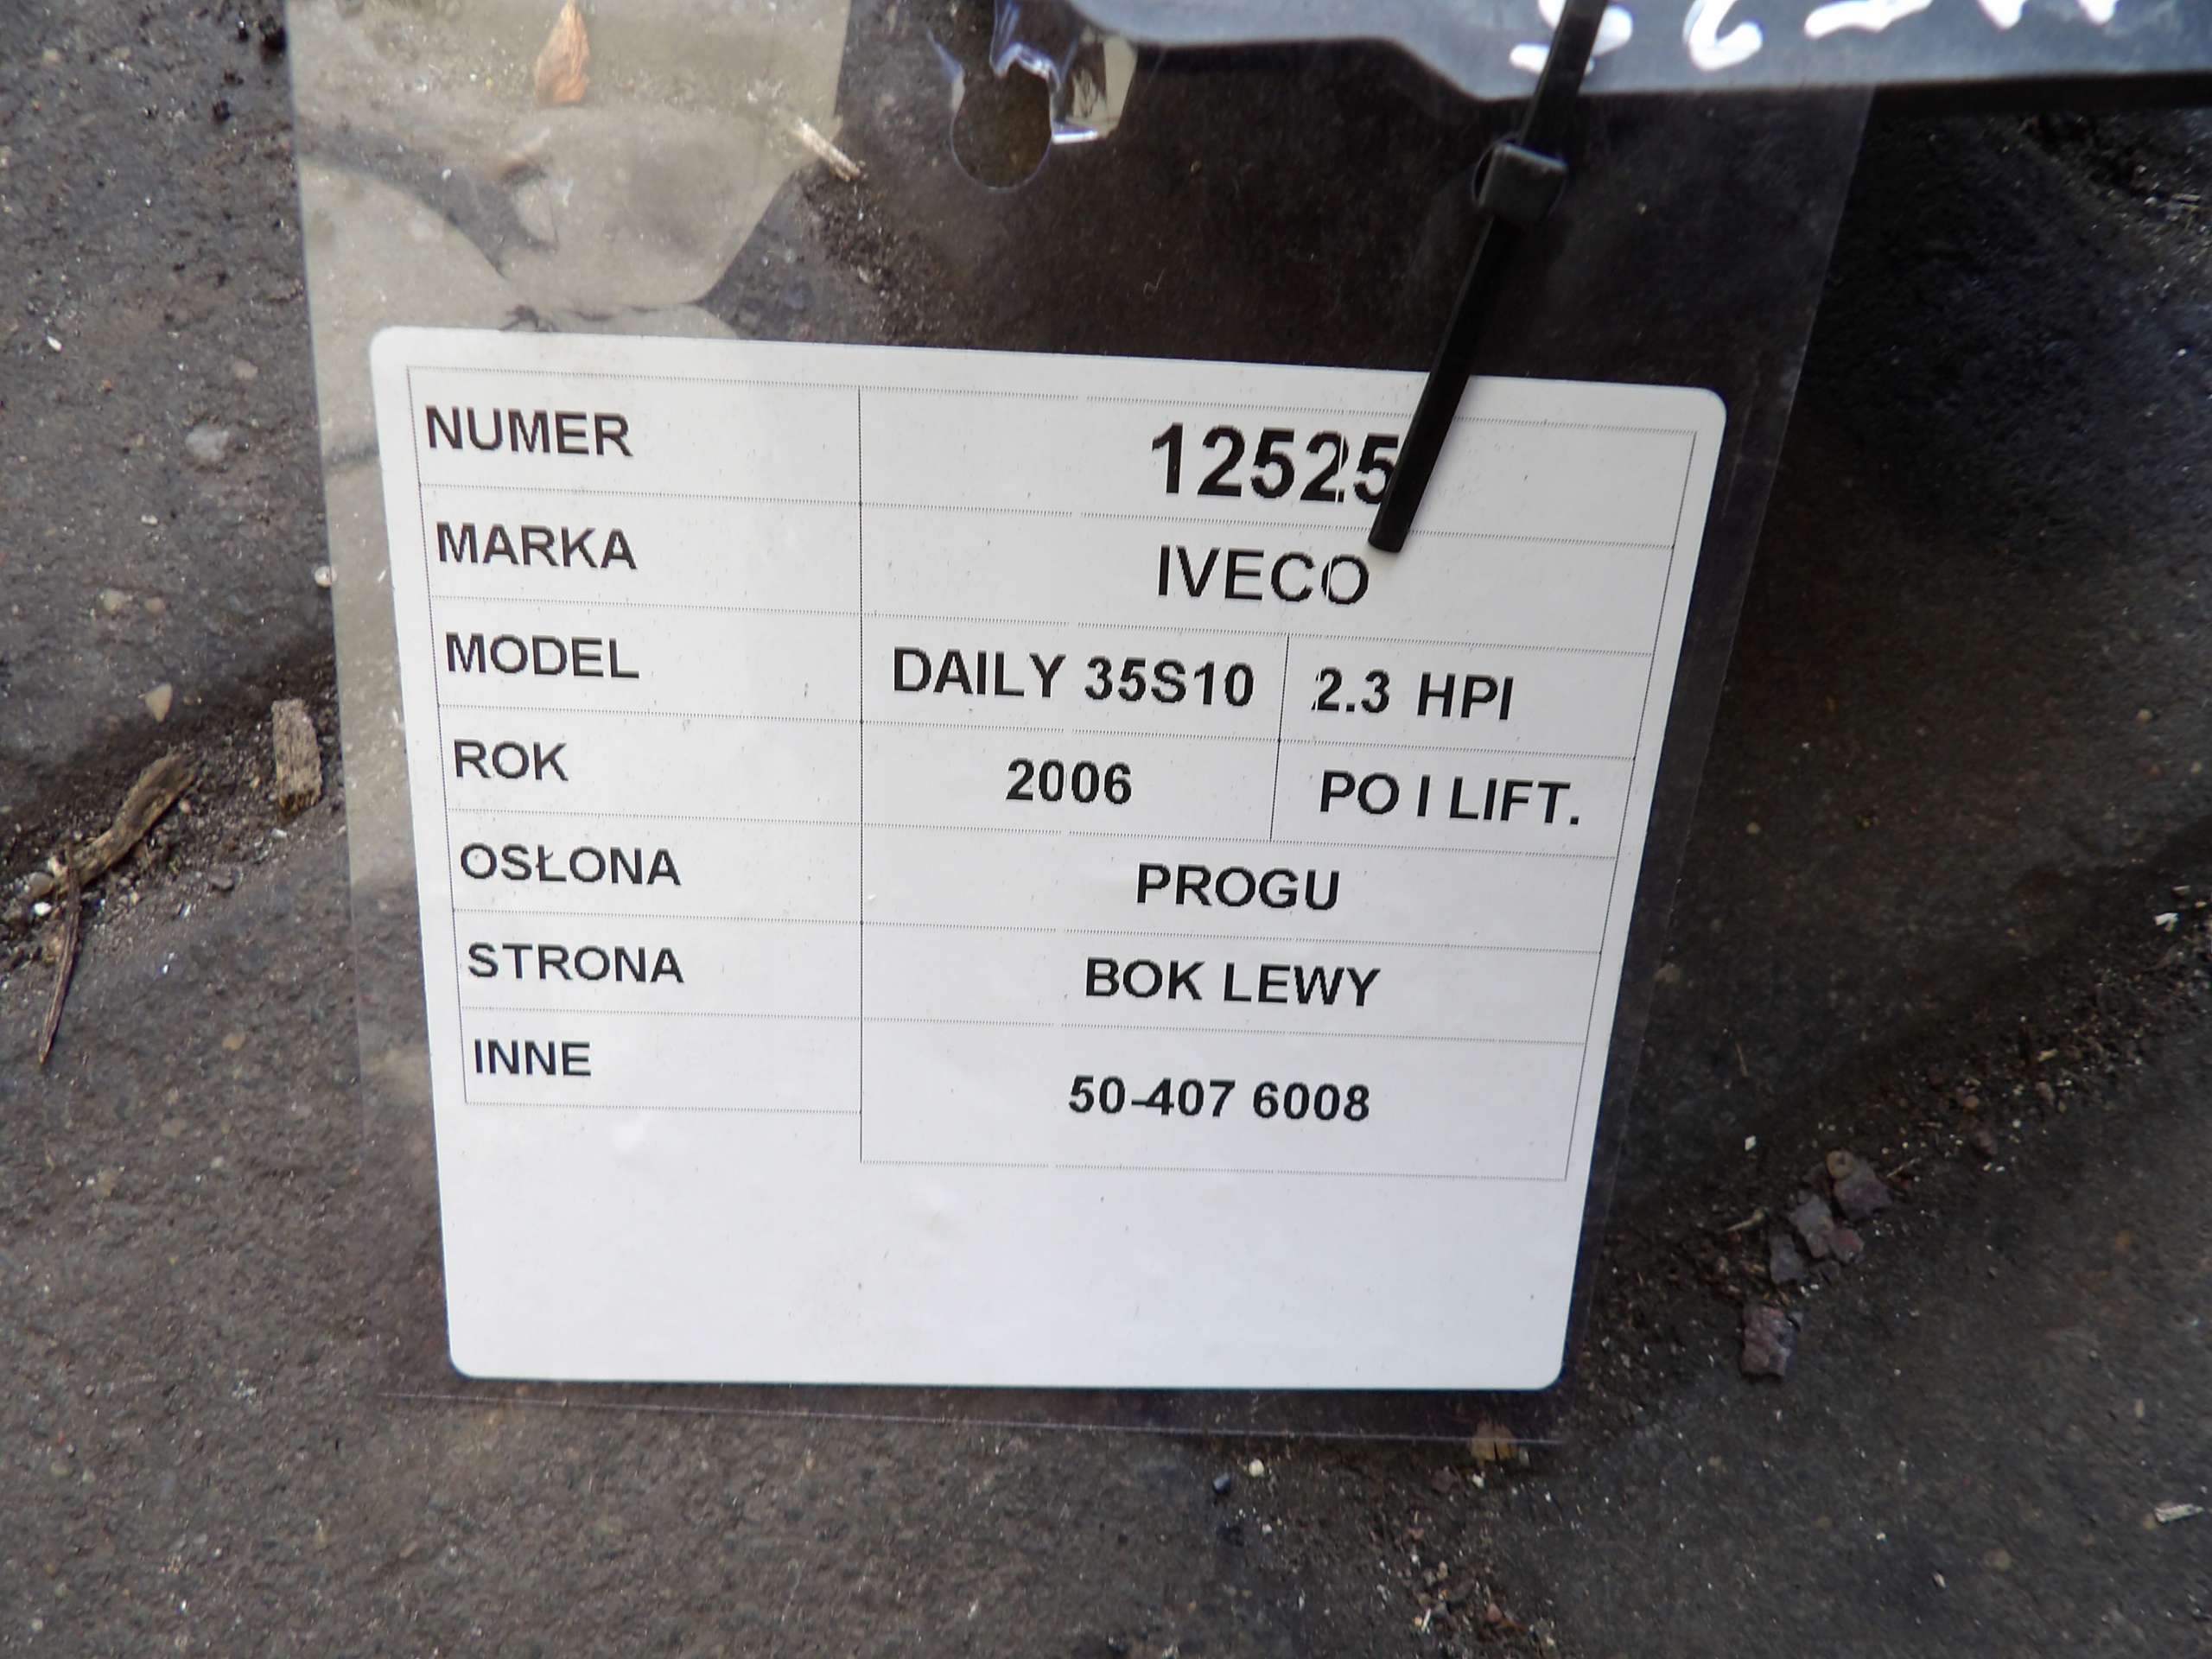 NUMER 12525
MARKA IVECO
MODEL DAILY 35S10 2.3 HPI
ROK 2006 PO I LIFT.
OSŁONA PROGU
STRONA BOK LEWY
INNE 50-407 6008